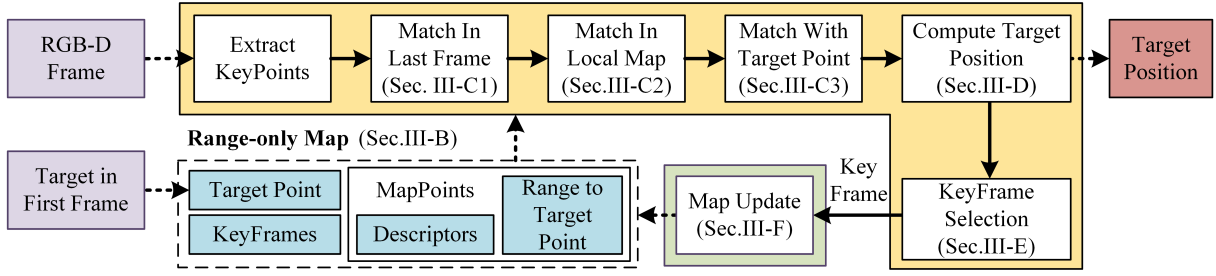 RGB-D
Frame
Extract
KeyPoints
Match In
Last Frame
(Sec. III-C1)
Match In
Local Map
(Sec.III-C2)
Match With
Target Point
(Sec.III-C3)
Compute Target
Position
(Sec.III-D)
Target
Position
Range-only Map (Sec.III-B)
Target in
First Frame
Target Point
KeyFrames
MapPoints
Descriptors
Range to
Target
Point
Map Update
(Sec.III-F)
Key
Frame
KeyFrame
Selection
(Sec.III-E)